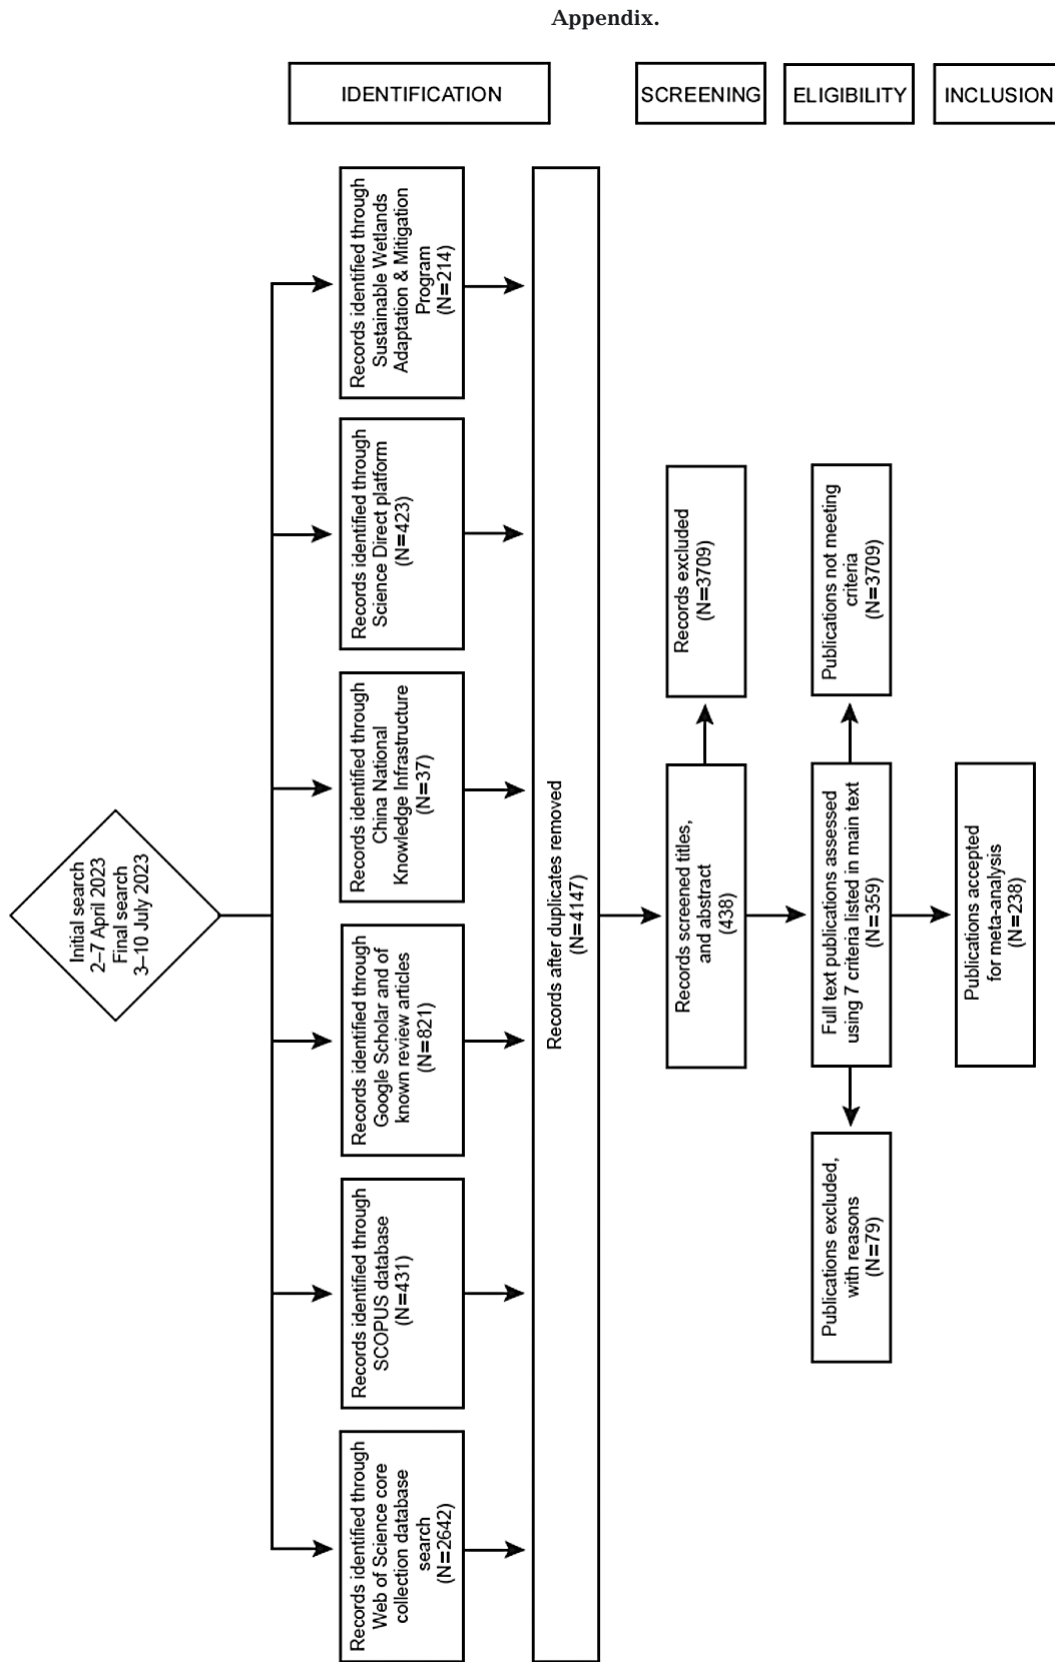 Appendix.
IDENTIFICATION
SCREENING
ELIGIBILITY
INCLUSION
Initial search
2–7 April 2023
Final search
3–10 July 2023
Records identified through
Web of Science core
collection database
search
(N=2642)
Records identified through
SCOPUS database
(N=431)
Records identified through
Google Scholar and of
known review articles
(N=821)
Records identified through
China National
Knowledge Infrastructure
(N=37)
Records identified through
Science Direct platform
(N=423)
Records identified through
Sustainable Wetlands
Adaptation & Mitigation
Program
(N=214)
Records after duplicates removed
(N=4147)
Records screened titles,
and abstract
(438)
Records excluded
(N=3709)
Publications excluded,
with reasons
(N=79)
Full text publications assessed
using 7 criteria listed in main text
(N=359)
Publications not meeting
criteria
(N=3709)
Publications accepted
for meta-analysis
(N=238)